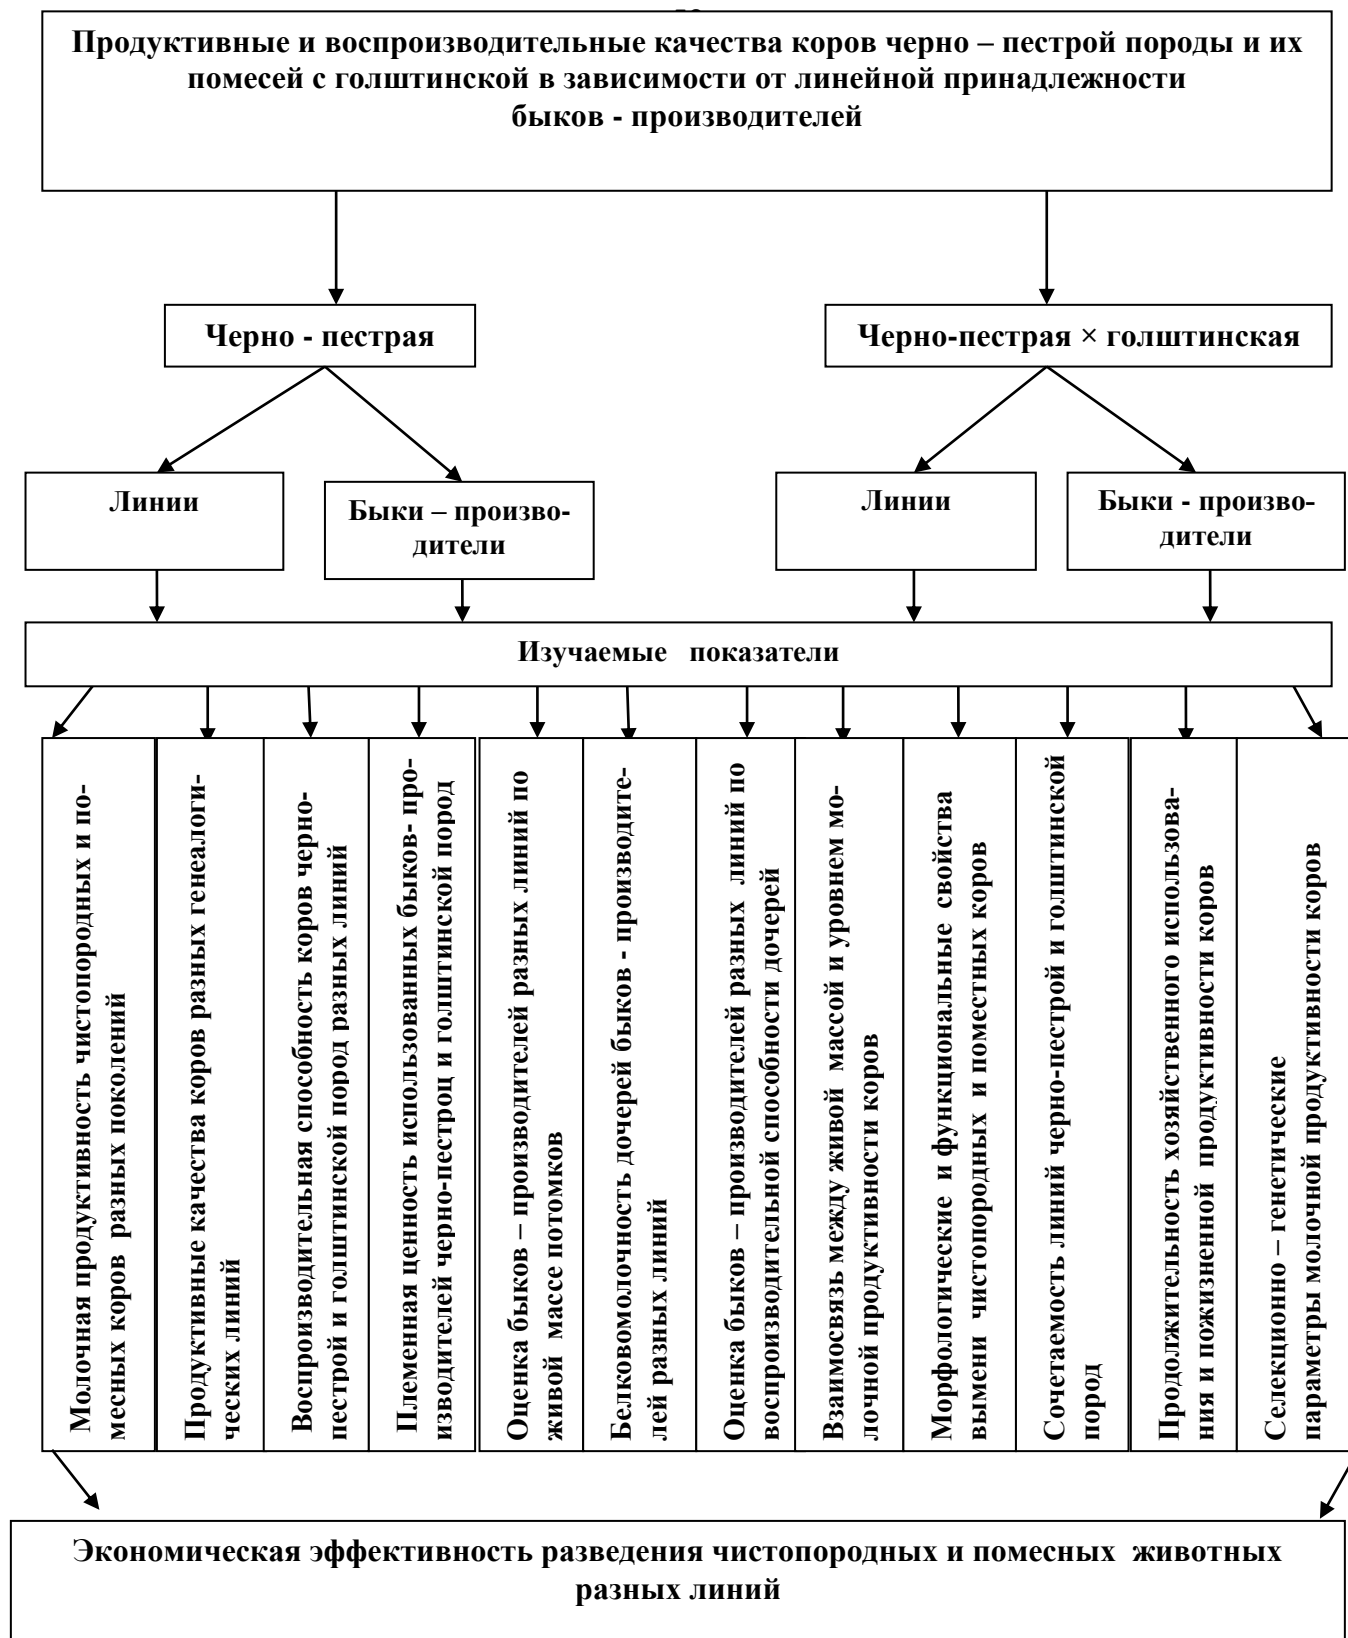 Продуктивные и воспроизводительные качества коров черно – пестрой породы и их
помесей с голштинской в зависимости от линейной принадлежности
быков - производителей
Черно - пестрая
Черно-пестрая × голштинская
Линии
Быки – произво-
дители
Линии
Быки - произво-
дители
Изучаемые показатели
Молочная продуктивность чистопородных и по-
месных коров разных поколений
Продуктивные качества коров разных генеалоги-
ческих линий
Воспроизводительная способность коров черно-
пестрой и голштинской пород разных линий
Племенная ценность использованных быков- про-
изводителей черно-пестроц и голштинской пород
Оценка быков – производителей разных линий по
живой массе потомков
Белковомолочность дочерей быков - производите-
лей разных линий
Оценка быков – производителей разных линий по
воспроизводительной способности дочерей
Взаимосвязь между живой массой и уровнем мо-
лочной продуктивности коров
Морфологические и функциональные свойства
вымени чистопородных и поместных коров
Сочетаемость линий черно-пестрой и голштинской
пород
Продолжительность хозяйственного использова-
ния и пожизненной продуктивности коров
Селекционно – генетические
параметры молочной продуктивности коров
Экономическая эффективность разведения чистопородных и помесных животных
разных линий